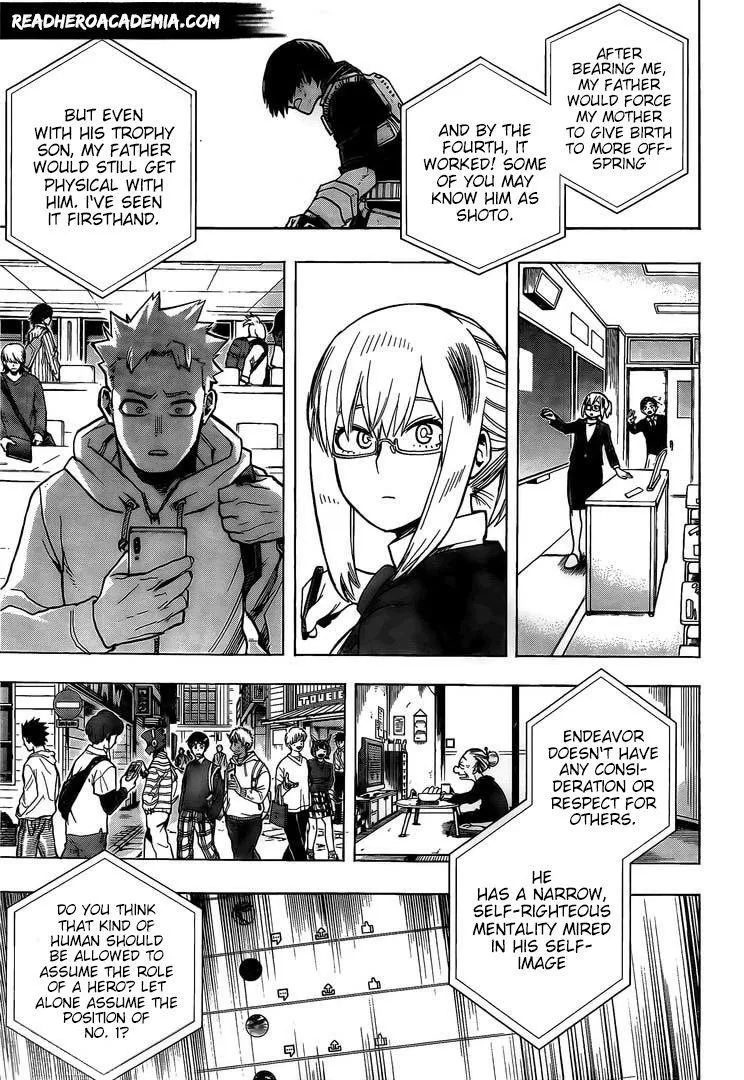 READHEROACADEMIA.COM
AFTER
BEARING ME,
MY FATHER
WOULD FORCE
MY MOTHER
TO GIVE BIRTH
TO MORE OFF-
SPRING
AND BY THE
FOURTH, IT
WORKED! SOME
OF YOU MAY
KNOW HIM AS
SHOTO.
BUT EVEN
WITH HIS TROPHY
SON, MY FATHER
WOULD STILL GET
PHYSICAL WITH
HIM. I'VE SEEN
IT FIRSTHAND.
ENDEAVOR
DOESN'T HAVE
ANY CONSI-
DERATION OR
RESPECT FOR
OTHERS.
HE
HAS A NARROW,
SELF-RIGHTEOUS
MENTALITY MIRED
IN HIS SELF-
IMAGE
DO YOU THINK
THAT KIND OF
HUMAN SHOULD
BE ALLOWED TO
ASSUME THE ROLE
OF A HERO? LET
ALONE ASSUME THE
POSITION OF
NO. 1?